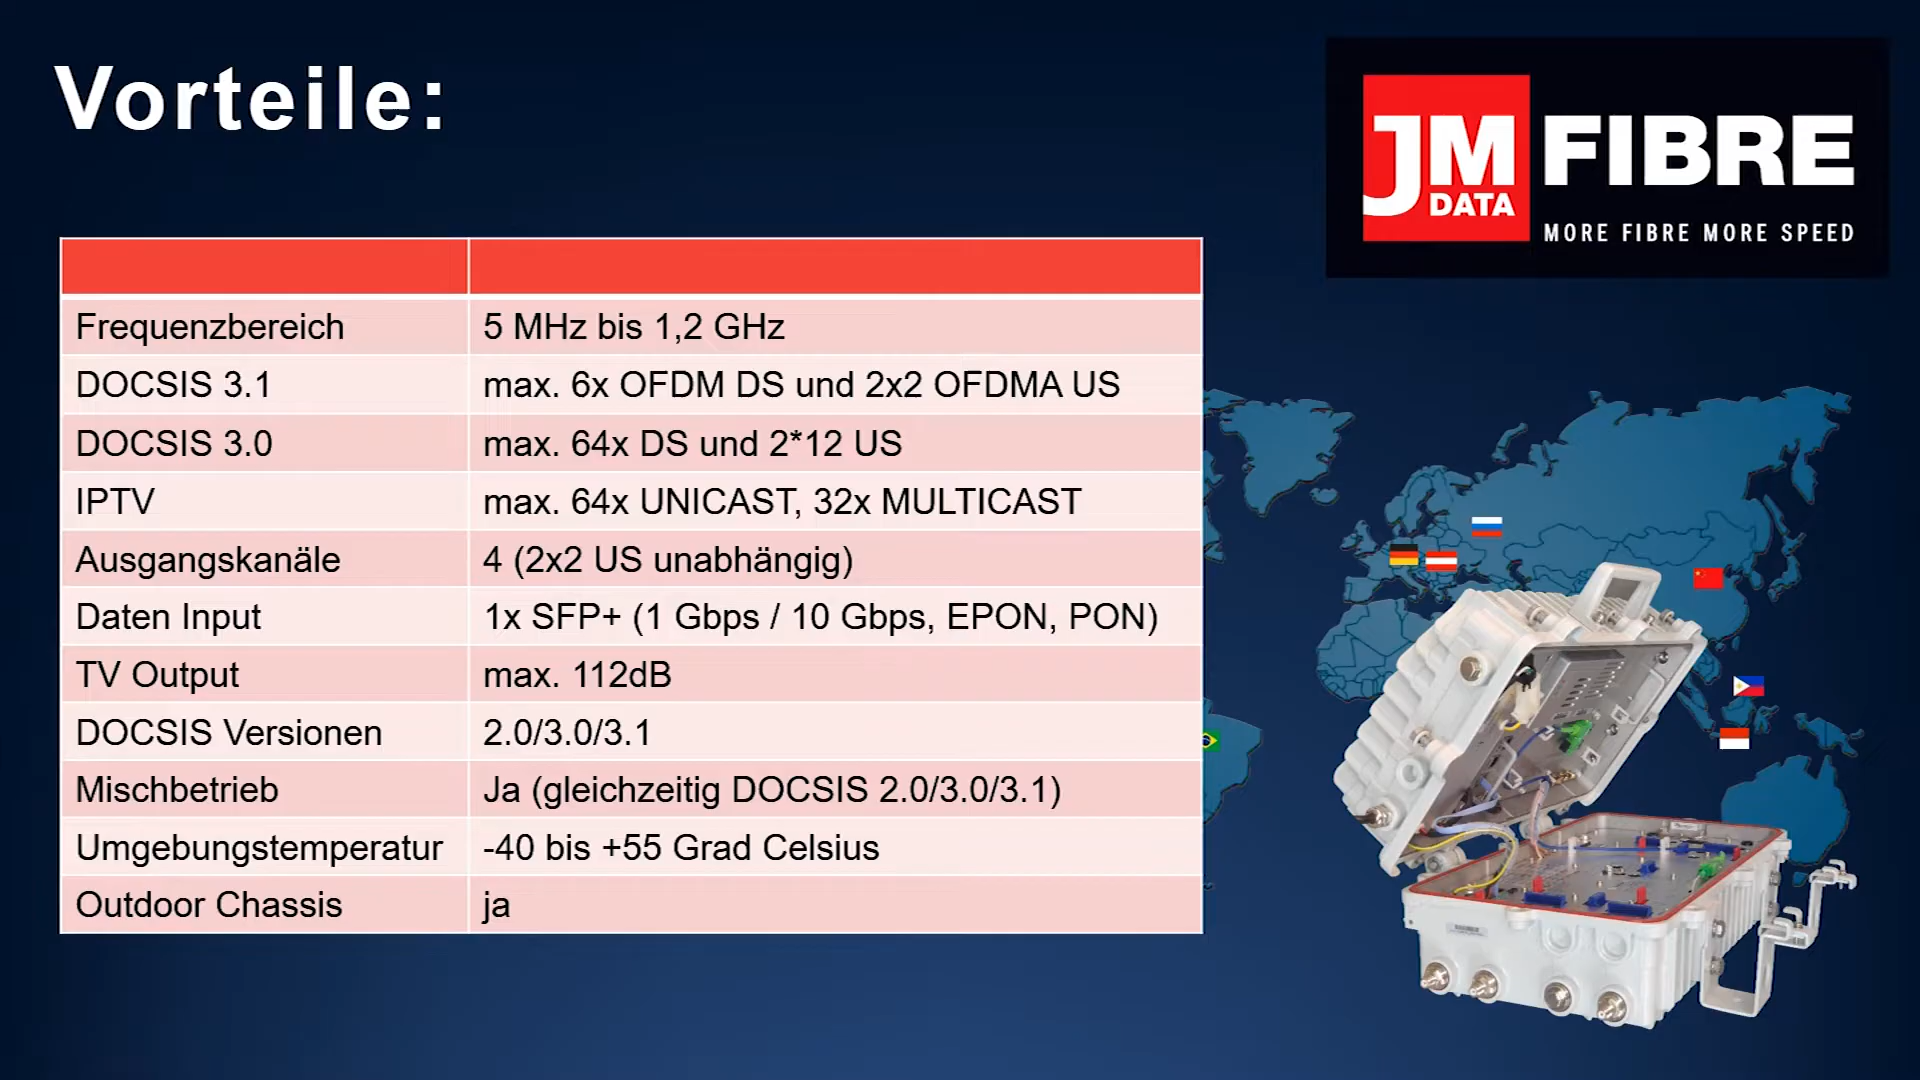 Vorteile:
JM DATA FIBRE
MORE FIBRE MORE SPEED
Frequenzbereich 5 MHz bis 1,2 GHz
DOCSIS 3.1 max. 6x OFDM DS und 2x2 OFDMA US
DOCSIS 3.0 max. 64x DS und 2*12 US
IPTV max. 64x UNICAST, 32x MULTICAST
Ausgangskanäle 4 (2x2 US unabhängig)
Daten Input 1x SFP+ (1 Gbps / 10 Gbps, EPON, PON)
TV Output max. 112dB
DOCSIS Versionen 2.0/3.0/3.1
Mischbetrieb Ja (gleichzeitig DOCSIS 2.0/3.0/3.1)
Umgebungstemperatur -40 bis +55 Grad Celsius
Outdoor Chassis ja